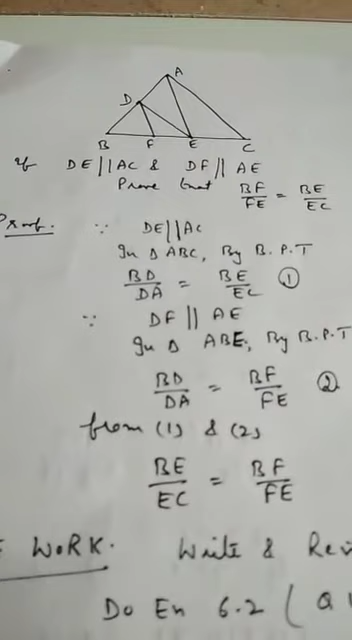 A
D
B F E C
If DE || AC & DF || AE
Prove that BF/FE = BE/EC
Proof. ∵ DE || AC
In Δ ABC, By B.P.T
BD/DA = BE/EC ①
∵ DF || AE
In Δ ABE, By B.P.T
BD/DA = BF/FE ②
from (1) & (2)
BE/EC = BF/FE
WORK. Write &
Do Ex 6.2 (